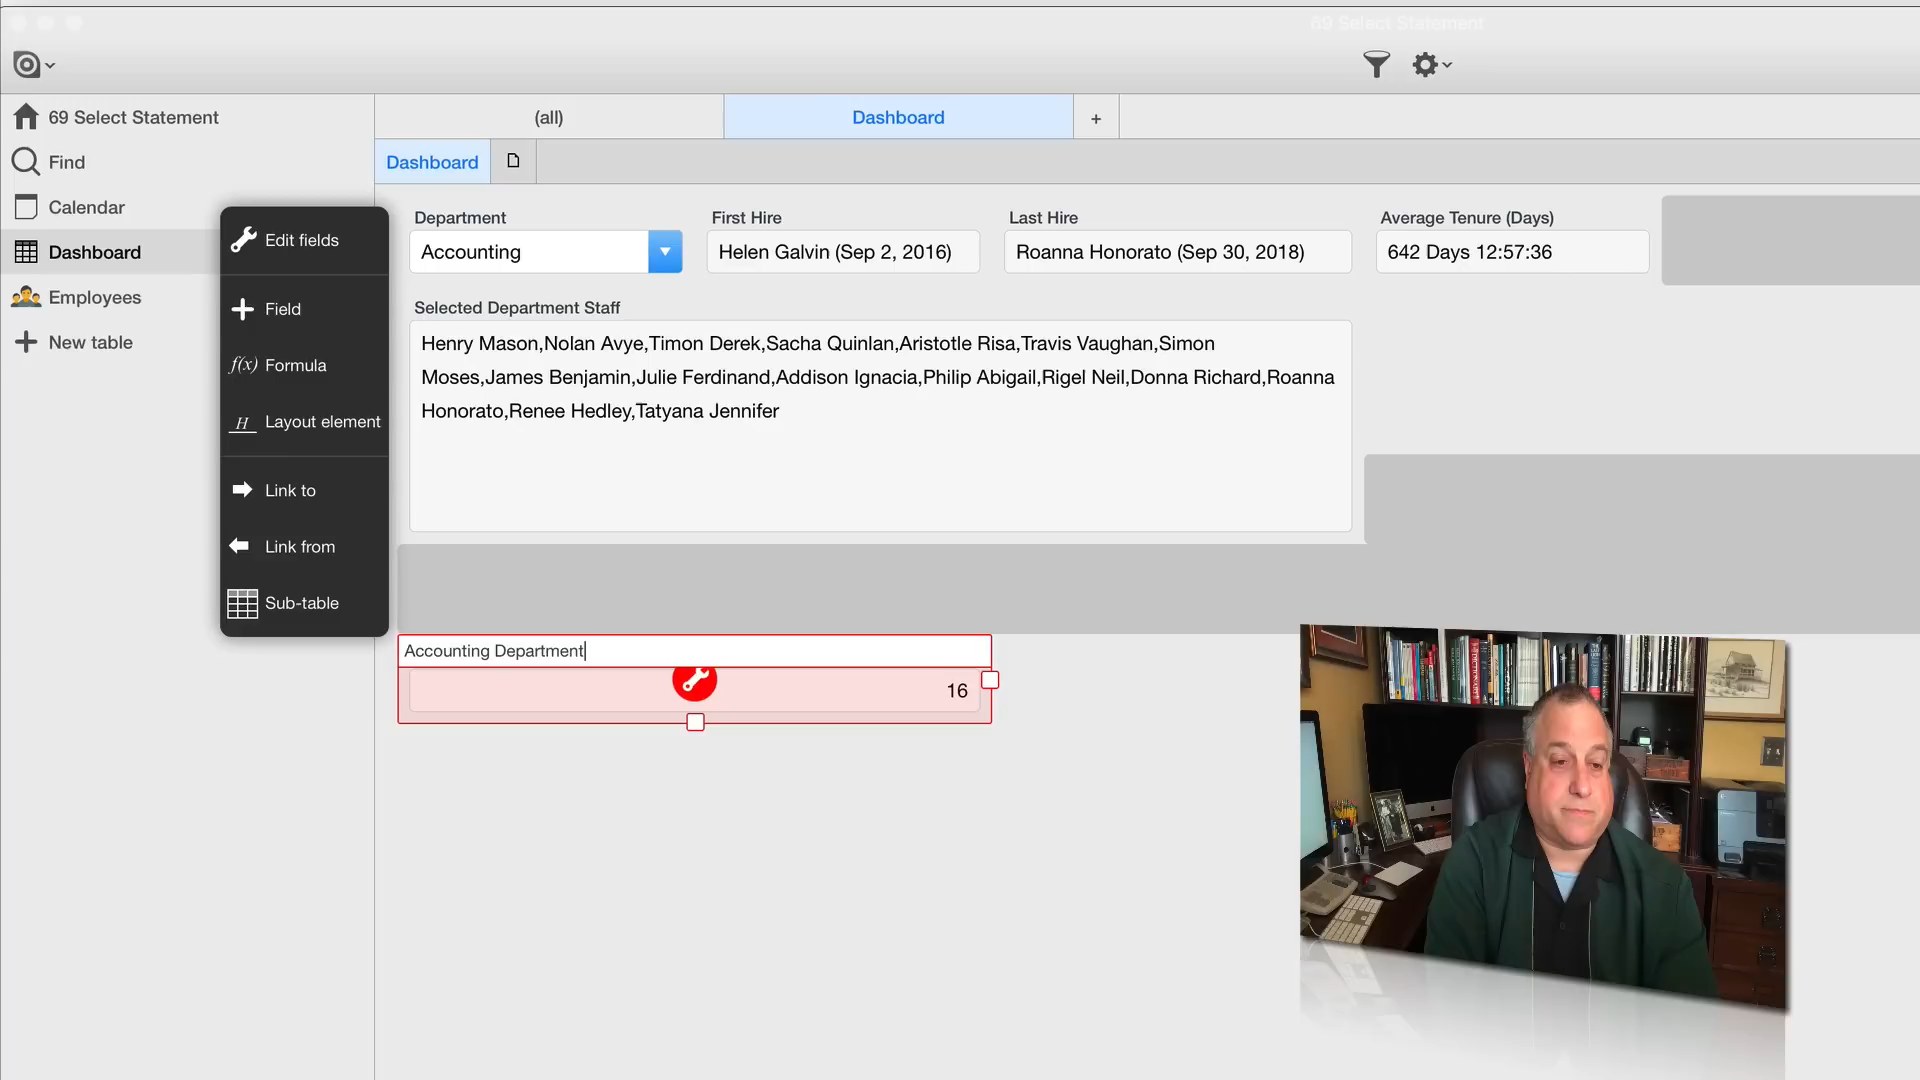 69 Select Statement
69 Select Statement
(all)
Dashboard
+
Find
Dashboard
Calendar
Dashboard
Employees
New table
Edit fields
Field
f(x) Formula
H Layout element
Link to
Link from
Sub-table
Department
First Hire
Last Hire
Average Tenure (Days)
Accounting
Helen Galvin (Sep 2, 2016)
Roanna Honorato (Sep 30, 2018)
642 Days 12:57:36
Selected Department Staff
Henry Mason,Nolan Avye,Timon Derek,Sacha Quinlan,Aristotle Risa,Travis Vaughan,Simon
Moses,James Benjamin,Julie Ferdinand,Addison Ignacia,Philip Abigail,Rigel Neil,Donna Richard,Roanna
Honorato,Renee Hedley,Tatyana Jennifer
Accounting Department
16